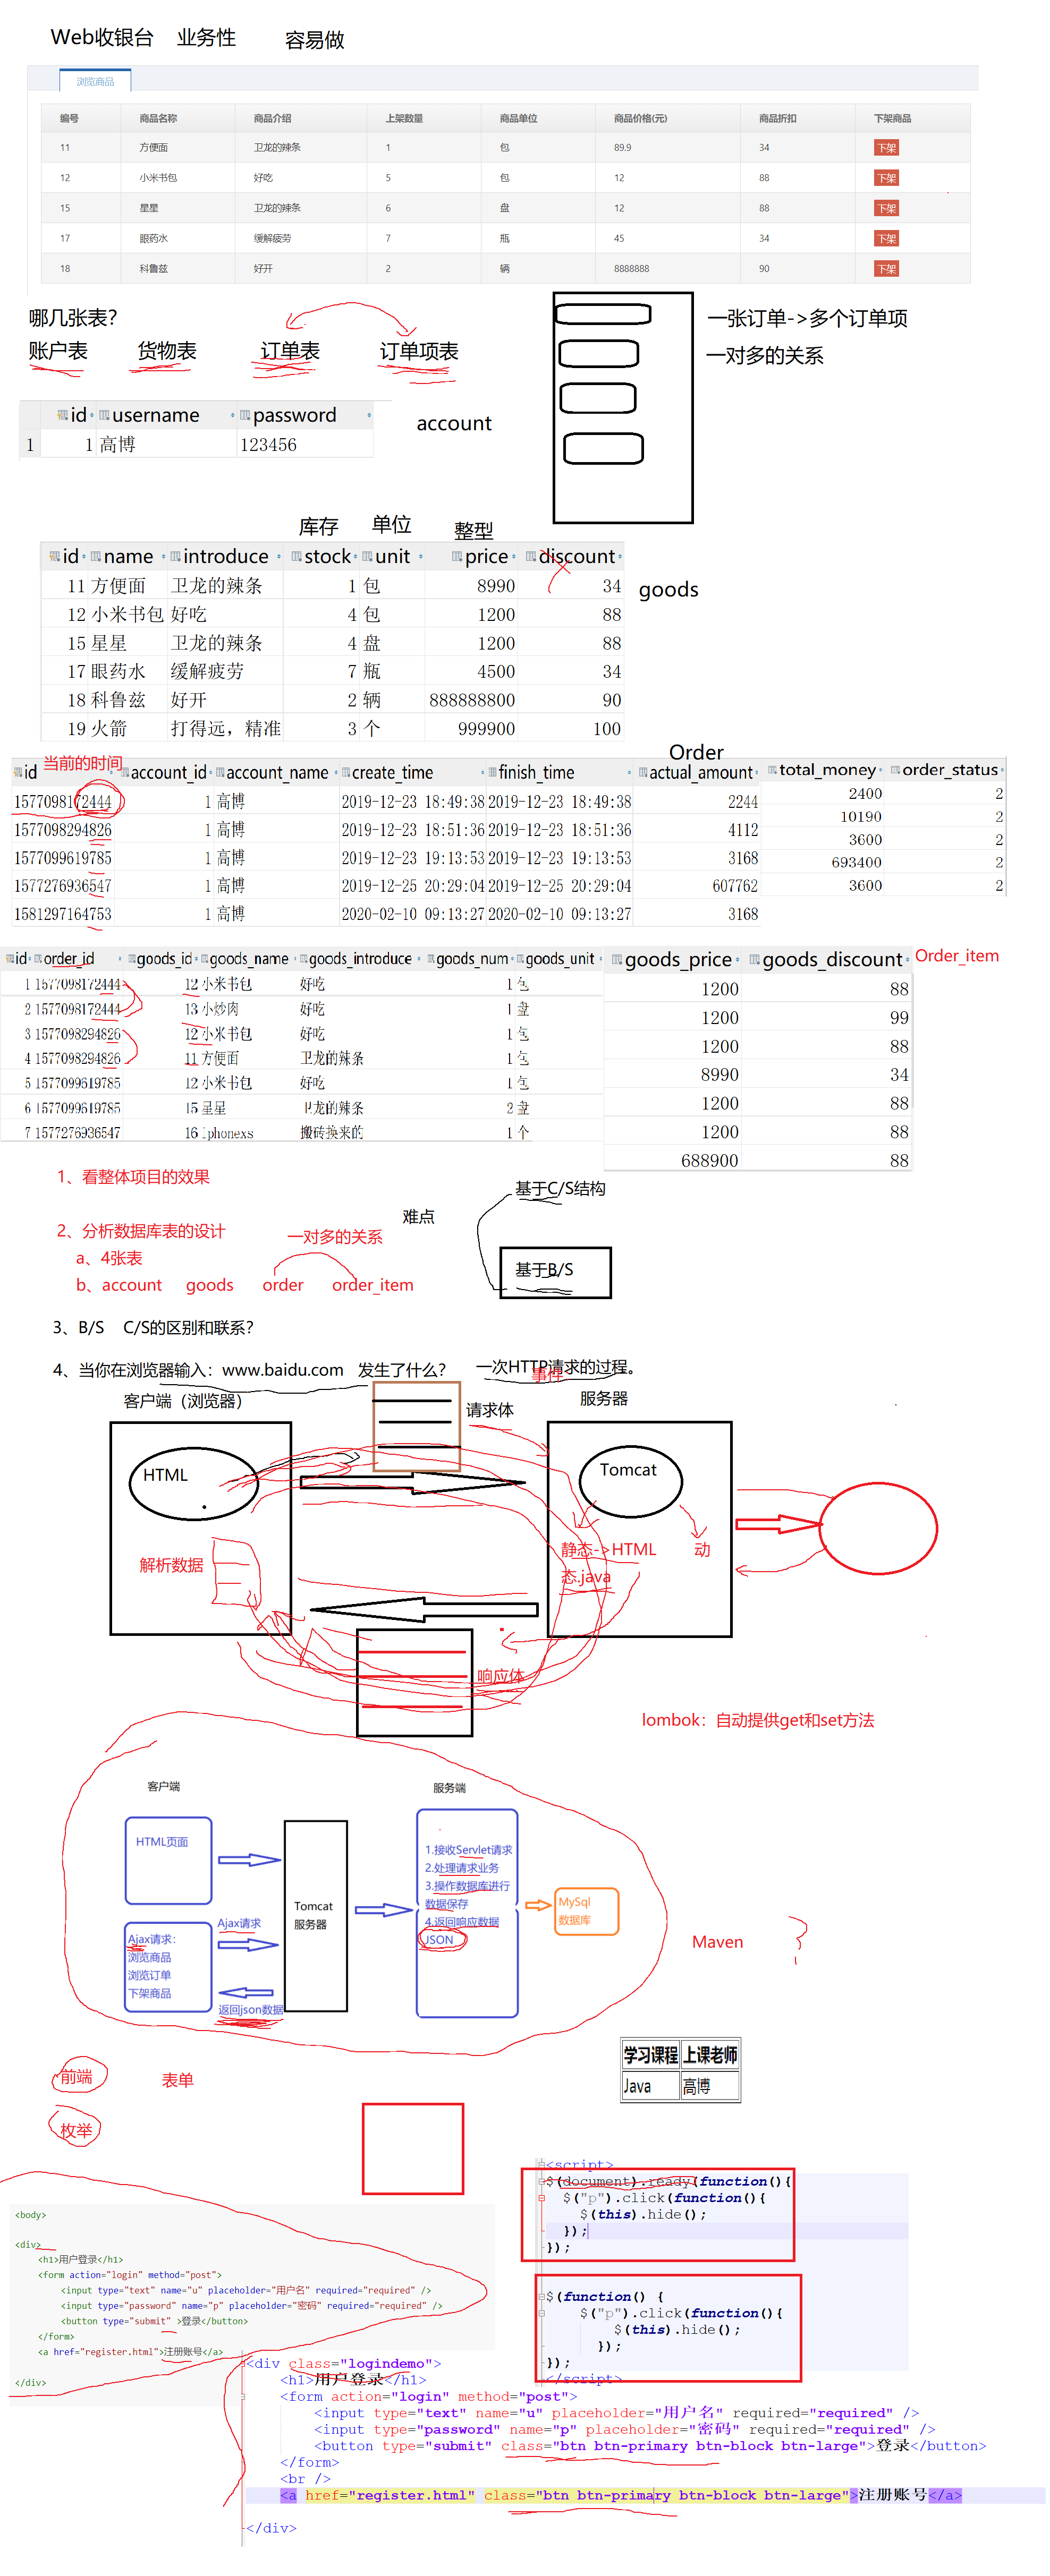 Web收银台 业务性 容易做
浏览商品
编号 商品名称 商品介绍 上架数量 商品单位 商品价格(元) 商品折扣 下架商品
11 方便面 卫龙的辣条 1 包 89.9 34 下架
12 小米书包 好吃 5 包 12 88 下架
15 星星 卫龙的辣条 6 盘 12 88 下架
17 眼药水 缓解疲劳 7 瓶 45 34 下架
18 科鲁兹 好开 2 辆 8888888 90 下架
哪几张表?
账户表 货物表 订单表 订单项表
一张订单->多个订单项
一对多的关系
id username password
1 1 高博 123456
account
库存 单位 整型
id name introduce stock unit price discount
11 方便面 卫龙的辣条 1 包 8990 34
12 小米书包 好吃 4 包 1200 88
15 星星 卫龙的辣条 4 盘 1200 88
17 眼药水 缓解疲劳 7 瓶 4500 34
18 科鲁兹 好开 2 辆 888888800 90
19 火箭 打得远，精准 3 个 999900 100
goods
Order
当前的时间
id account_id account_name create_time finish_time actual_amount total_money order_status
1577098172444 1 高博 2019-12-23 18:49:38 2019-12-23 18:49:38 2244 2400 2
1577098294826 1 高博 2019-12-23 18:51:36 2019-12-23 18:51:36 4112 10190 2
1577099619785 1 高博 2019-12-23 19:13:53 2019-12-23 19:13:53 3168 3600 2
1577276936547 1 高博 2019-12-25 20:29:04 2019-12-25 20:29:04 607762 693400 2
1581297164753 1 高博 2020-02-10 09:13:27 2020-02-10 09:13:27 3168 3600 2
id order_id goods_id goods_name goods_introduce goods_num goods_unit goods_price goods_discount
Order_item
1 1577098172444 12 小米书包 好吃 1 包 1200 88
2 1577098172444 13 小炒肉 好吃 1 盘 1200 99
3 1577098294826 12 小米书包 好吃 1 包 1200 88
4 1577098294826 11 方便面 卫龙的辣条 1 包 8990 34
5 1577099619785 12 小米书包 好吃 1 包 1200 88
6 1577099619785 15 星星 卫龙的辣条 2 盘 1200 88
7 1577276936547 16 iphonexs 搬砖换来的 1 个 688900 88
1、看整体项目的效果
基于C/S结构
难点
2、分析数据库表的设计 一对多的关系
a、4张表
基于B/S
b、account goods order order_item
3、B/S C/S的区别和联系?
4、当你在浏览器输入：www.baidu.com 发生了什么? 一次HTTP请求的过程。
事件
客户端（浏览器） 请求体 服务器
HTML
Tomcat
静态->HTML 动
态.java
解析数据
响应体
lombok：自动提供get和set方法
客户端 服务端
HTML页面
1.接收Servlet请求
2.处理请求业务
3.操作数据库进行
数据保存
4.返回响应数据
JSON
Tomcat
服务器
MySql
数据库
Ajax请求
Ajax请求：
浏览商品
浏览订单
下架商品
返回json数据
Maven
学习课程 上课老师
Java 高博
前端 表单
枚举
<script>
$(document).ready(function(){
$("p").click(function(){
$(this).hide();
});
});
$(function() {
$("p").click(function(){
$(this).hide();
});
});
</script>
<body>
<div>
<h1>用户登录</h1>
<form action="login" method="post">
<input type="text" name="u" placeholder="用户名" required="required" />
<input type="password" name="p" placeholder="密码" required="required" />
<button type="submit" >登录</button>
</form>
<a href="register.html">注册账号</a>
</div>
<div class="logindemo">
<h1>用户登录</h1>
<form action="login" method="post">
<input type="text" name="u" placeholder="用户名" required="required" />
<input type="password" name="p" placeholder="密码" required="required" />
<button type="submit" class="btn btn-primary btn-block btn-large">登录</button>
</form>
<br />
<a href="register.html" class="btn btn-primary btn-block btn-large">注册账号</a>
</div>